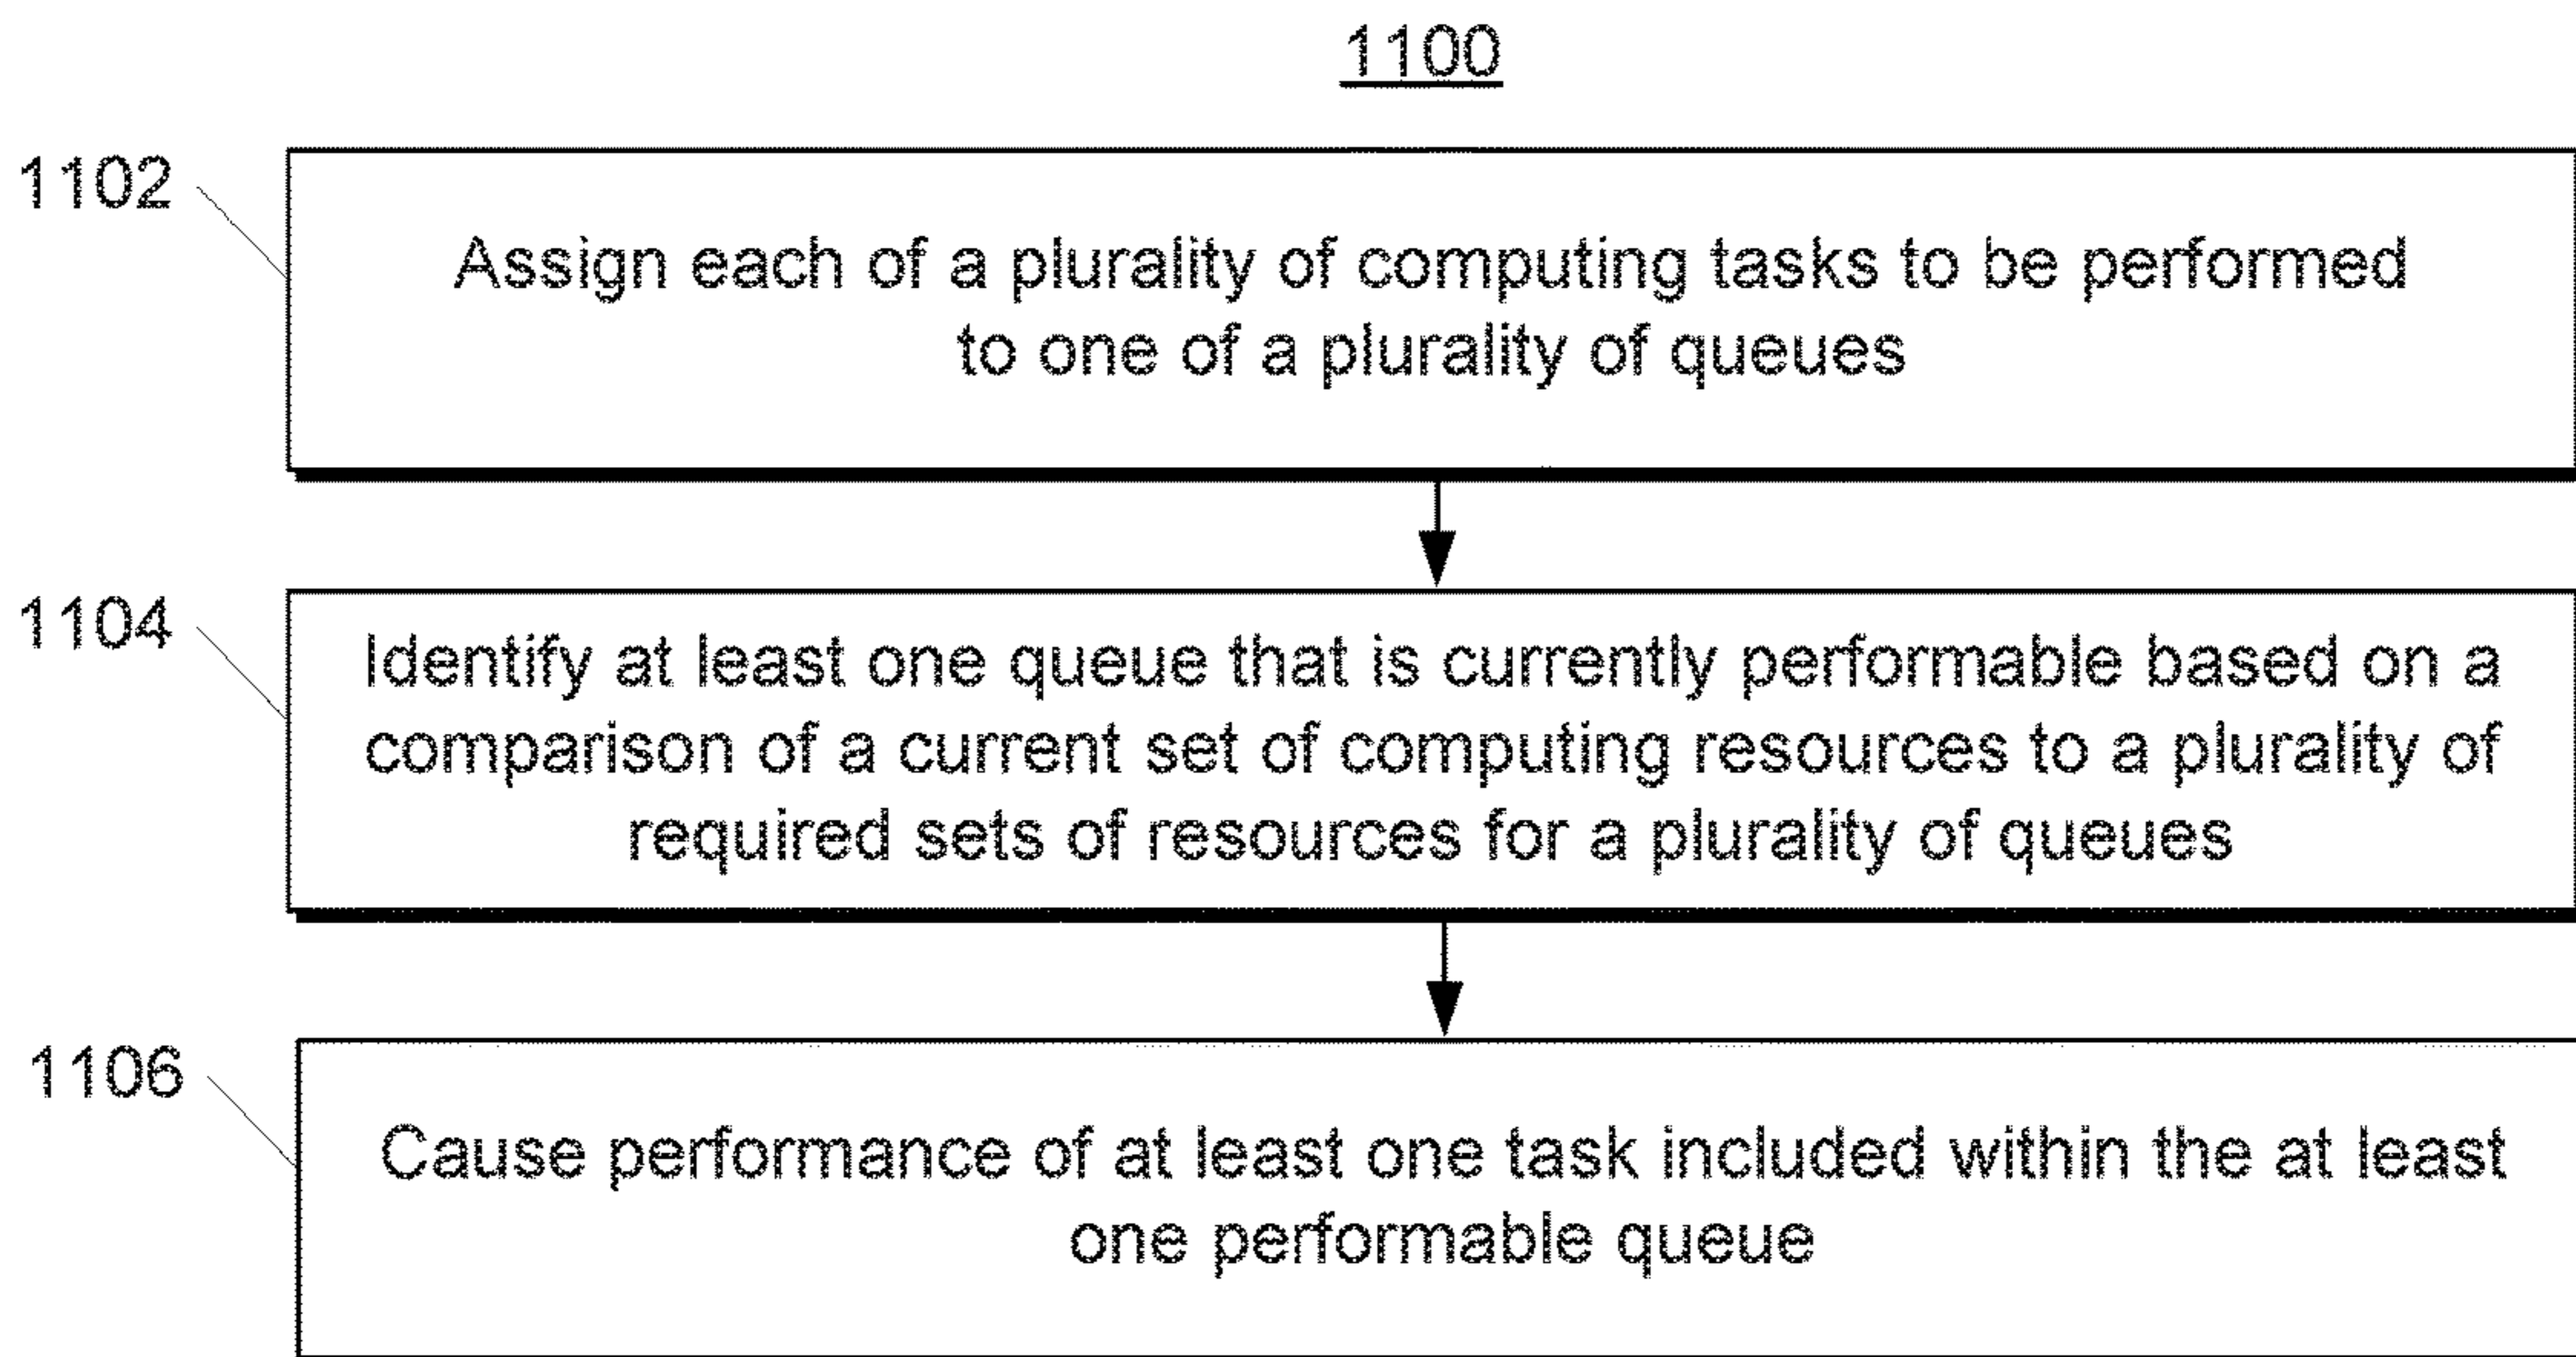 1100
1102
Assign each of a plurality of computing tasks to be performed
to one of a plurality of queues
1104
Identify at least one queue that is currently performable based on a
comparison of a current set of computing resources to a plurality of
required sets of resources for a plurality of queues
1106
Cause performance of at least one task included within the at least
one performable queue